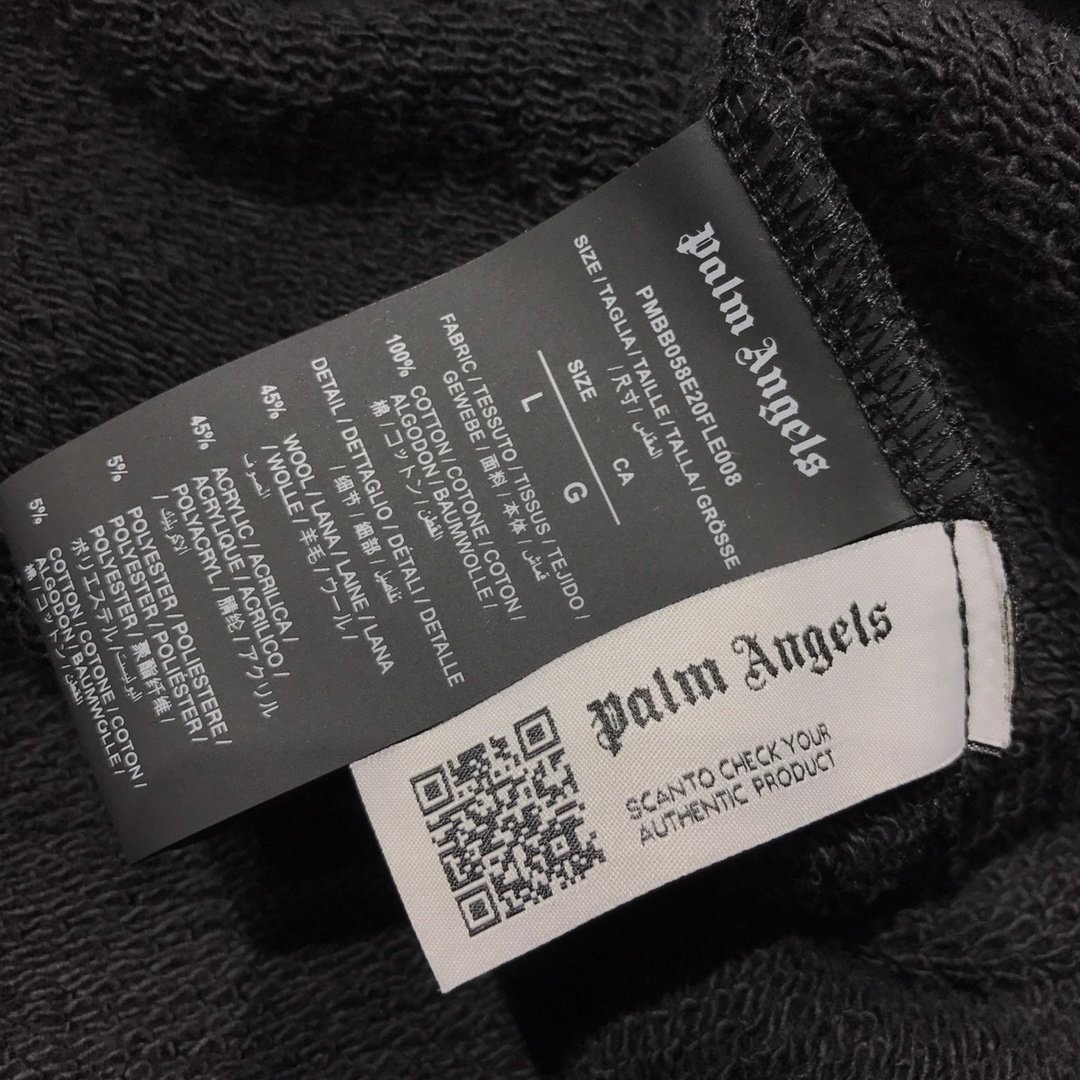 Palm Angels
PMBB058E20FLE008
SIZE / TAGLIA / TAILLE / TALLA / GRÖSSE
/ 尺寸 / المقاس
SIZE CA
L G
FABRIC / TESSUTO / TISSUS / TEJIDO /
GEWEBE / 面料 / 本体 / قماش
100% COTTON / COTONE / COTON /
ALGODON / BAUMWOLLE /
棉 / コットン / القطن
DETAIL / DETTAGLIO / DÉTALI / DETALLE
/ 细节 / 細部 / تفاصيل
45% WOOL / LANA / LAINE / LANA
/ WOLLE / 羊毛 / ウール /
الصوف
45% ACRYLIC / ACRILICA /
ACRYLIQUE / ACRILICO /
POLYACRYL / 腈纶 / アクリル
/ اكريليك
5% POLYESTER / POLIESTERE /
POLYESTER / POLIESTER /
POLYESTER / 聚酯纤维 /
ポリエステル / البوليستر
5% COTTON / COTONE / COTON /
ALGODON / BAUMWOLLE /
棉 / コットン / القطن
Palm Angels
SCANTO CHECK YOUR
AUTHENTIC PRODUCT